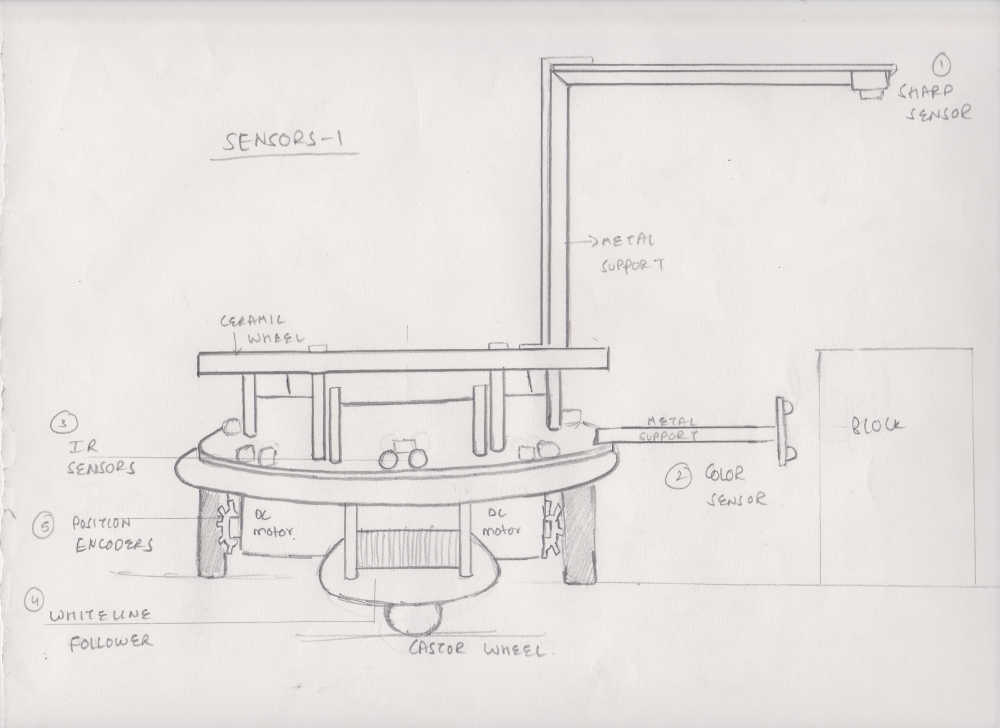 SENSORS-1
1
SHARP
SENSOR
METAL
SUPPORT
CERAMIC
WHEEL
BLOCK
METAL
SUPPORT
3
IR
SENSORS
2 COLOR
SENSOR
5 POSITION
ENCODERS
DC
motor.
DC
motor
4 WHITELINE
FOLLOWER
CASTOR WHEEL.